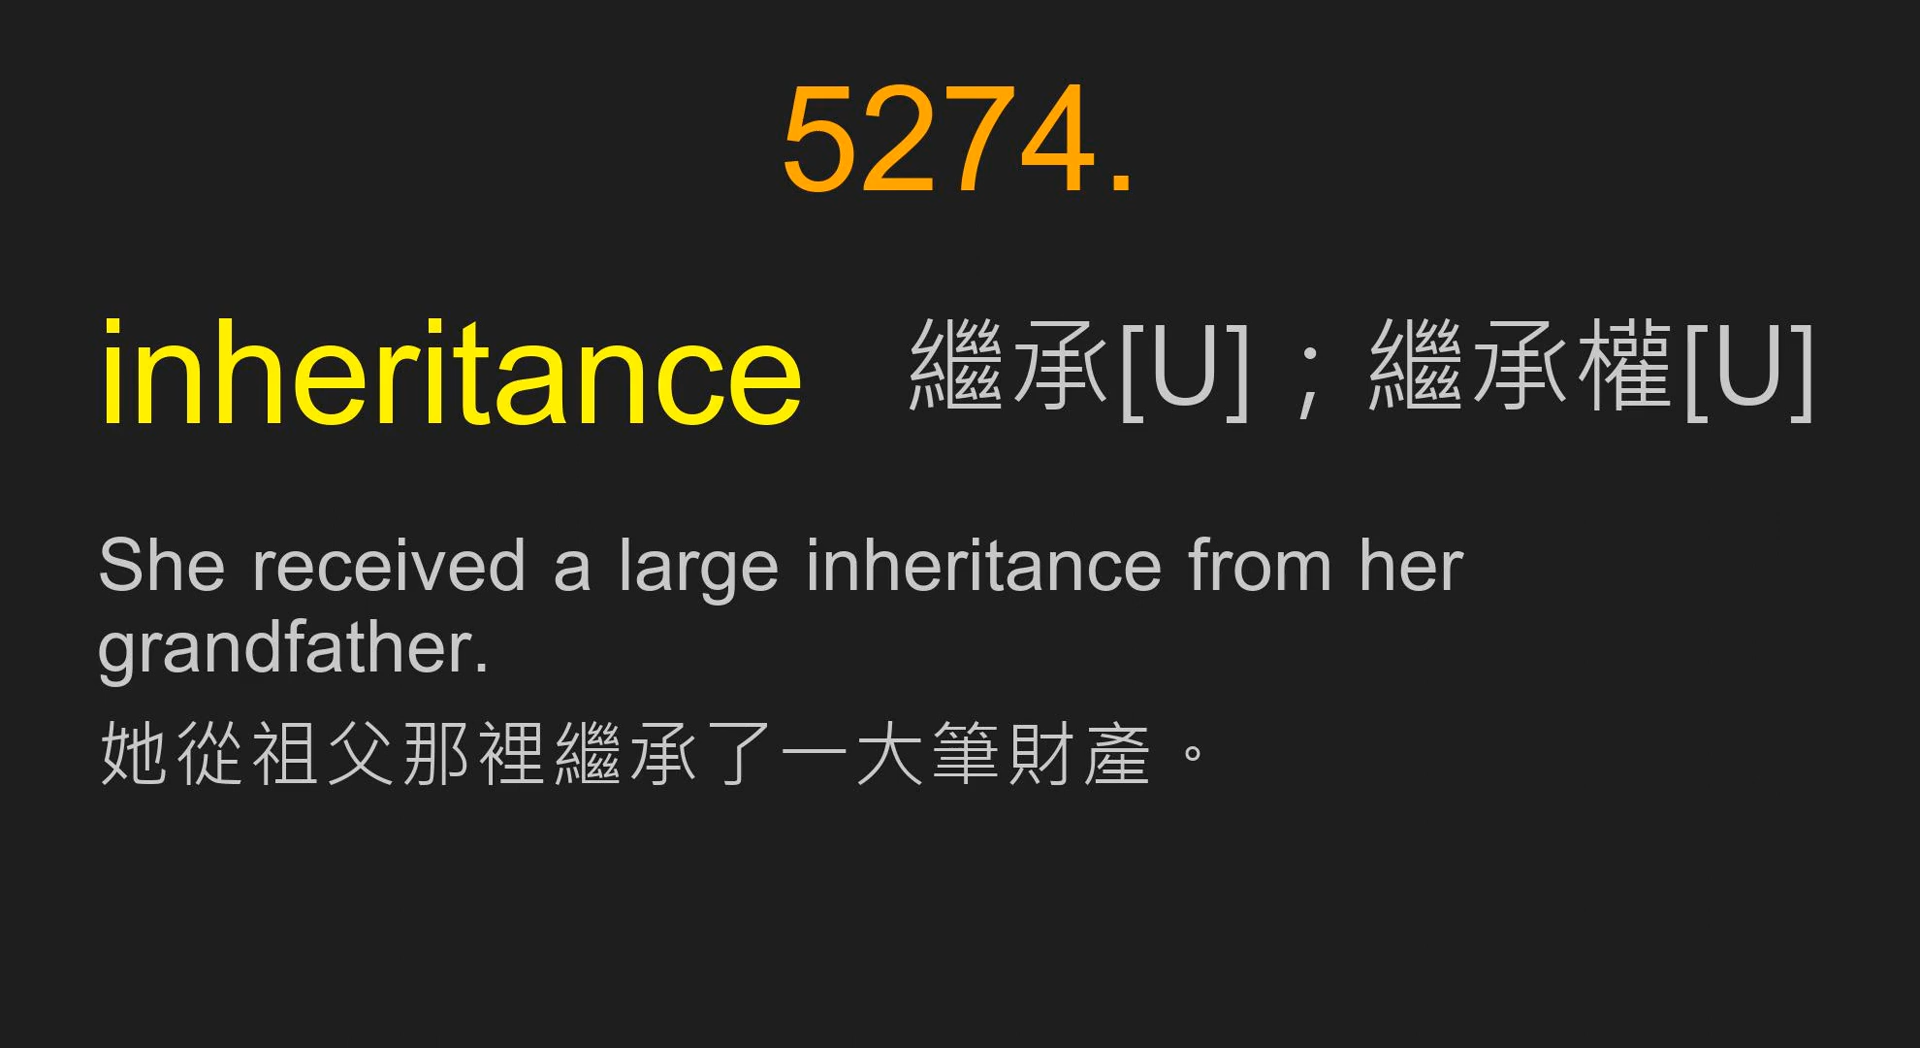 5274.
inheritance 繼承[U]；繼承權[U]
She received a large inheritance from her
grandfather.
她從祖父那裡繼承了一大筆財產。